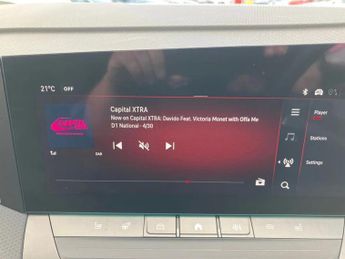 21°C OFF
Capital XTRA
Now on Capital XTRA: Davido Feat. Victoria Monet with Offa Me
D1 National - 4/30
DAB
Player
Stations
Settings